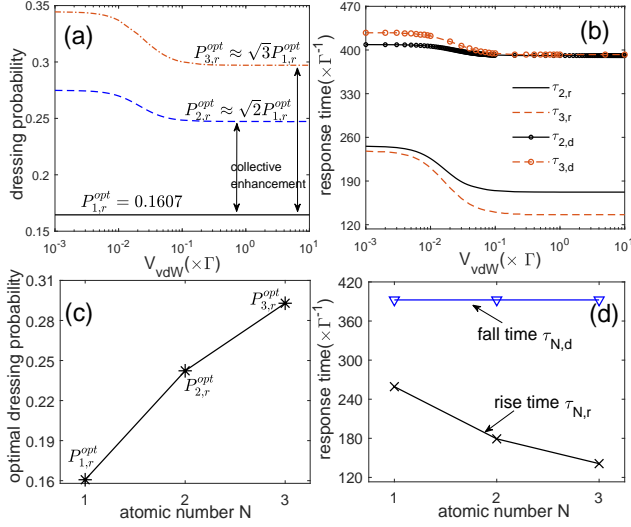 (a)
dressing probability
0.35
0.3
0.25
0.2
0.15
P_{3,r}^{opt} ≈ √3P_{1,r}^{opt}
P_{2,r}^{opt} ≈ √2P_{1,r}^{opt}
collective
enhancement
P_{1,r}^{opt} = 0.1607
10^{-3} 10^{-2} 10^{-1} 10^{0} 10^{1}
V_{vdW}(×Γ)
(b)
response time(×Γ^{-1})
450
400
380
290
180
120
τ_{2,r}
τ_{3,r}
τ_{2,d}
τ_{3,d}
10^{-3} 10^{-2} 10^{-1} 10^{0} 10^{1}
V_{vdW}(× Γ)
(c)
optimal dressing probability
0.31
0.28
0.25
0.22
0.19
0.16
P_{3,r}^{opt}
P_{2,r}^{opt}
P_{1,r}^{opt}
1 2 3
atomic number N
(d)
response time(×Γ^{-1})
420
360
300
240
180
120
fall time τ_{N,d}
rise time τ_{N,r}
1 2 3
atomic number N